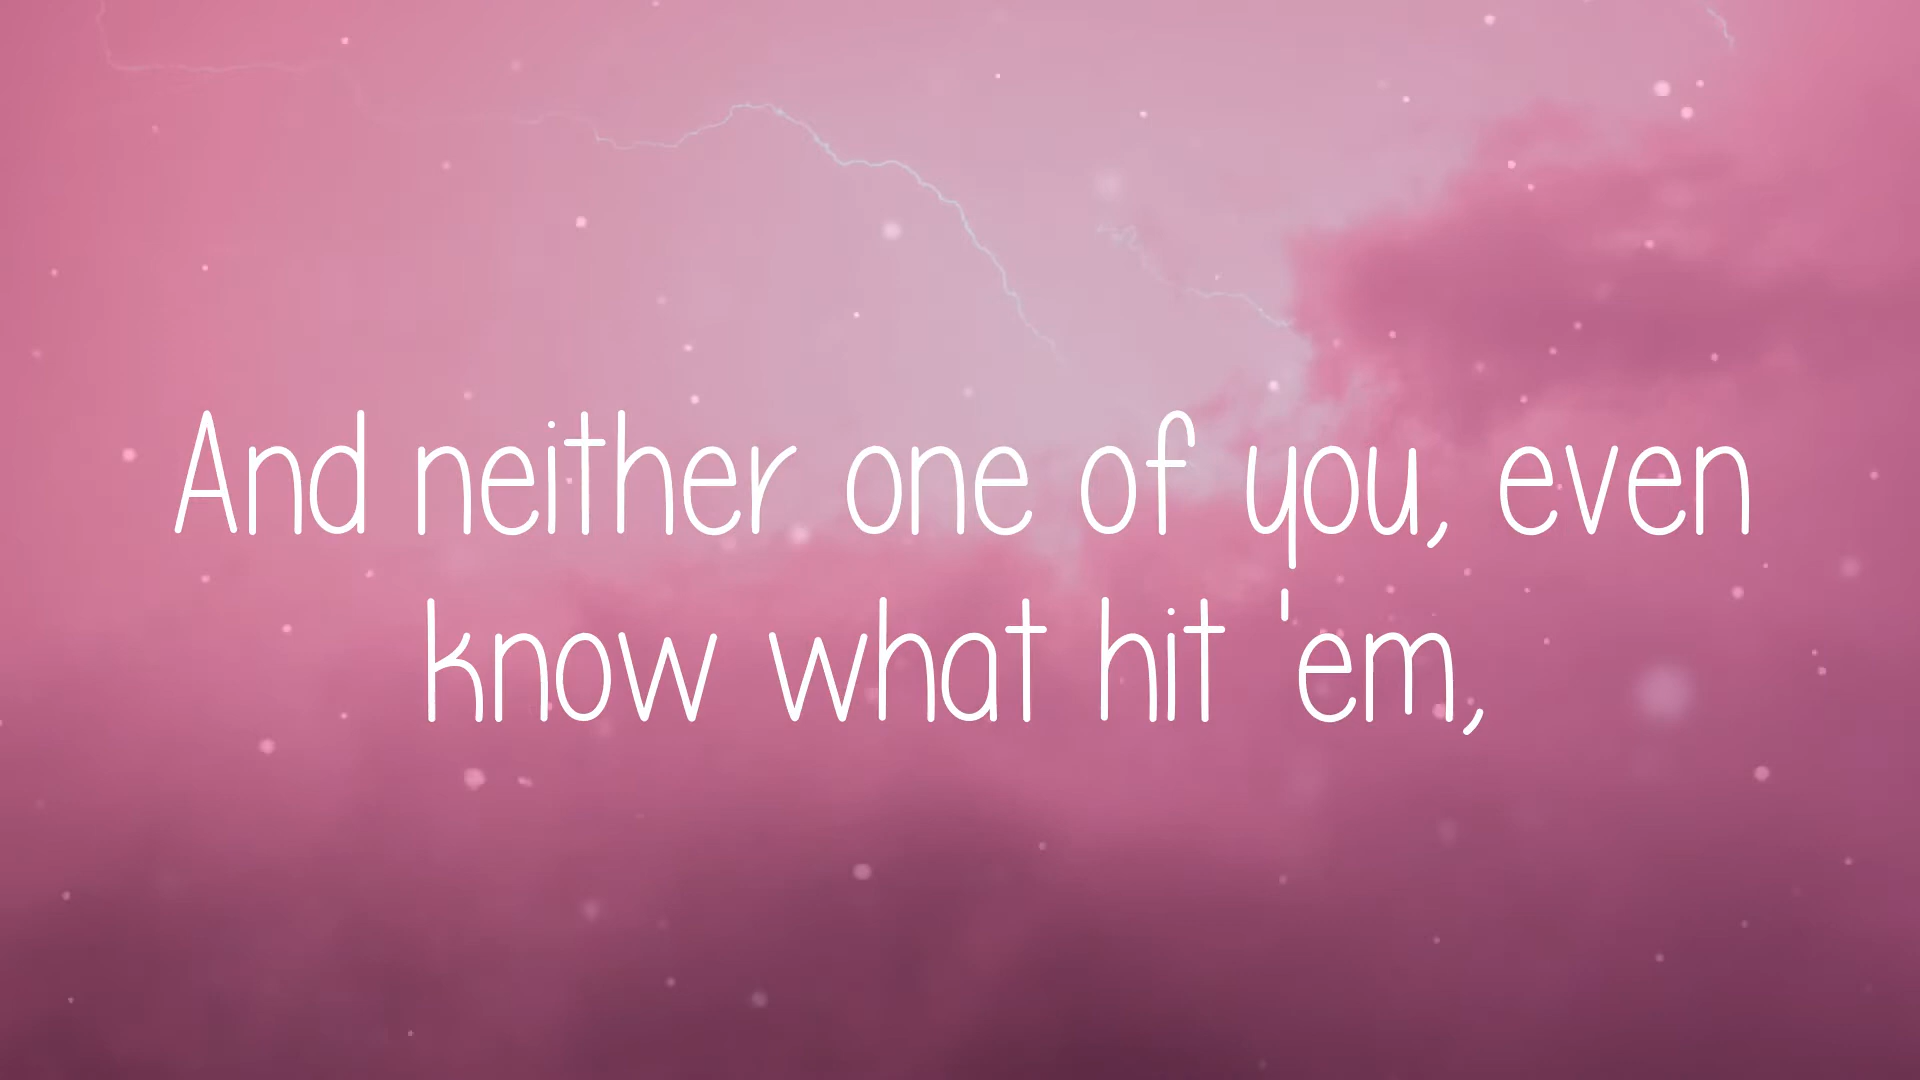 And neither one of you, even
know what hit 'em,